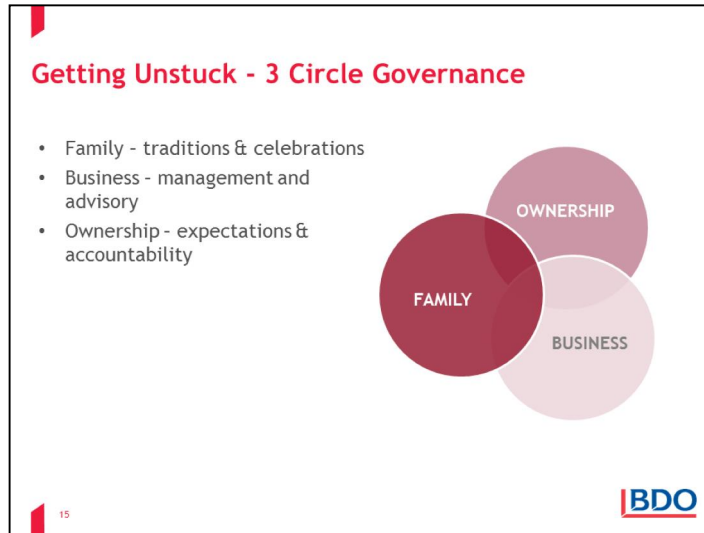 Getting Unstuck - 3 Circle Governance
• Family – traditions & celebrations
• Business – management and
advisory
• Ownership – expectations &
accountability
OWNERSHIP
FAMILY
BUSINESS
15
BDO